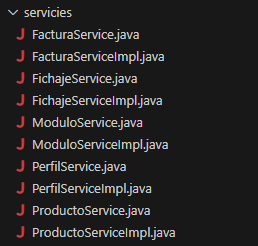 servicies
FacturaService.java
FacturaServiceImpl.java
FichajeService.java
FichajeServiceImpl.java
ModuloService.java
ModuloServiceImpl.java
PerfilService.java
PerfilServiceImpl.java
ProductoService.java
ProductoServiceImpl.java